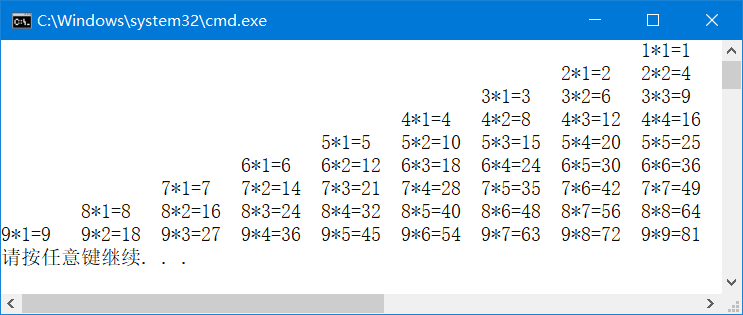 C:\Windows\system32\cmd.exe
1*1=1
2*1=2 2*2=4
3*1=3 3*2=6 3*3=9
4*1=4 4*2=8 4*3=12 4*4=16
5*1=5 5*2=10 5*3=15 5*4=20 5*5=25
6*1=6 6*2=12 6*3=18 6*4=24 6*5=30 6*6=36
7*1=7 7*2=14 7*3=21 7*4=28 7*5=35 7*6=42 7*7=49
8*1=8 8*2=16 8*3=24 8*4=32 8*5=40 8*6=48 8*7=56 8*8=64
9*1=9 9*2=18 9*3=27 9*4=36 9*5=45 9*6=54 9*7=63 9*8=72 9*9=81
请按任意键继续. . .